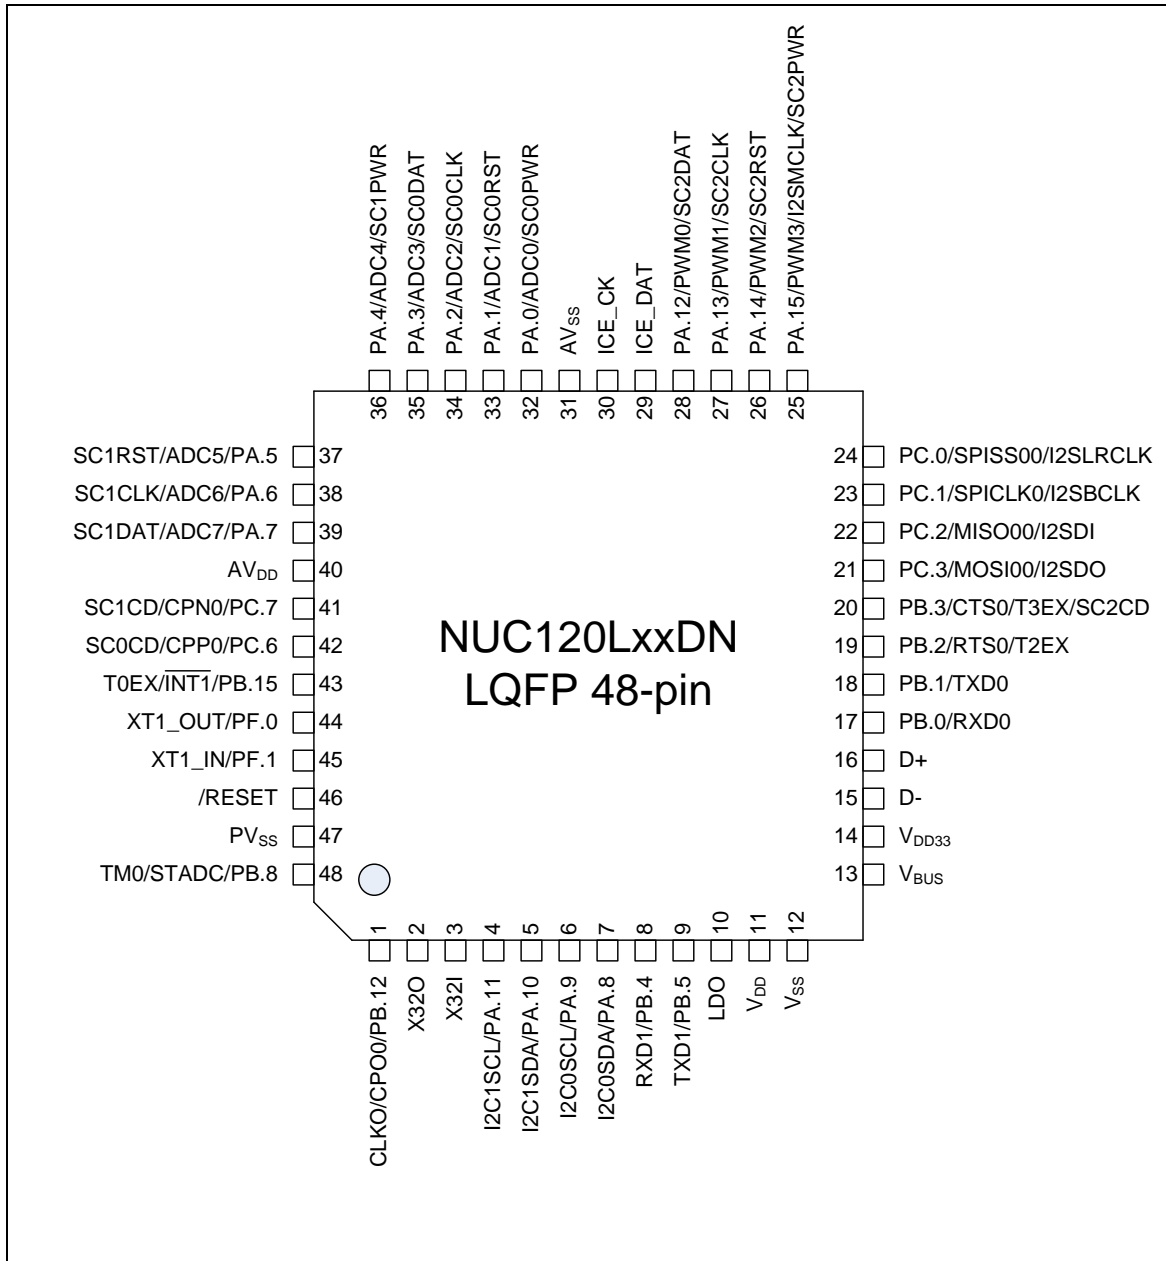 PA.4/ADC4/SC1PWR
PA.3/ADC3/SC0DAT
PA.2/ADC2/SC0CLK
PA.1/ADC1/SC0RST
PA.0/ADC0/SC0PWR
AVSS
ICE_CK
ICE_DAT
PA.12/PWM0/SC2DAT
PA.13/PWM1/SC2CLK
PA.14/PWM2/SC2RST
PA.15/PWM3/I2SMCLK/SC2PWR
36
35
34
33
32
31
30
29
28
27
26
25
SC1RST/ADC5/PA.5 37
SC1CLK/ADC6/PA.6 38
SC1DAT/ADC7/PA.7 39
AVDD 40
SC1CD/CPN0/PC.7 41
SC0CD/CPP0/PC.6 42
T0EX/INT1/PB.15 43
XT1_OUT/PF.0 44
XT1_IN/PF.1 45
/RESET 46
PVSS 47
TM0/STADC/PB.8 48
NUC120LxxDN
LQFP 48-pin
24 PC.0/SPISS00/I2SLRCLK
23 PC.1/SPICLK0/I2SBCLK
22 PC.2/MISO00/I2SDI
21 PC.3/MOSI00/I2SDO
20 PB.3/CTS0/T3EX/SC2CD
19 PB.2/RTS0/T2EX
18 PB.1/TXD0
17 PB.0/RXD0
16 D+
15 D-
14 VDD33
13 VBUS
1
2
3
4
5
6
7
8
9
10
11
12
CLKO/CPO0/PB.12
X32O
X32I
I2C1SCL/PA.11
I2C1SDA/PA.10
I2C0SCL/PA.9
I2C0SDA/PA.8
RXD1/PB.4
TXD1/PB.5
LDO
VDD
VSS